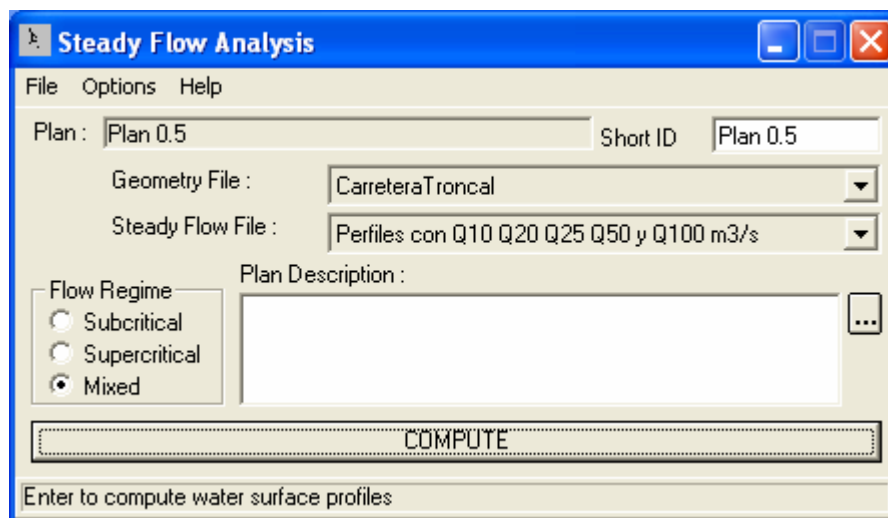 Steady Flow Analysis
File Options Help
Plan : Plan 0.5 Short ID Plan 0.5
Geometry File : CarreteraTroncal
Steady Flow File : Perfiles con Q10 Q20 Q25 Q50 y Q100 m3/s
Plan Description :
Flow Regime
Subcritical
Supercritical
Mixed
...
COMPUTE
Enter to compute water surface profiles